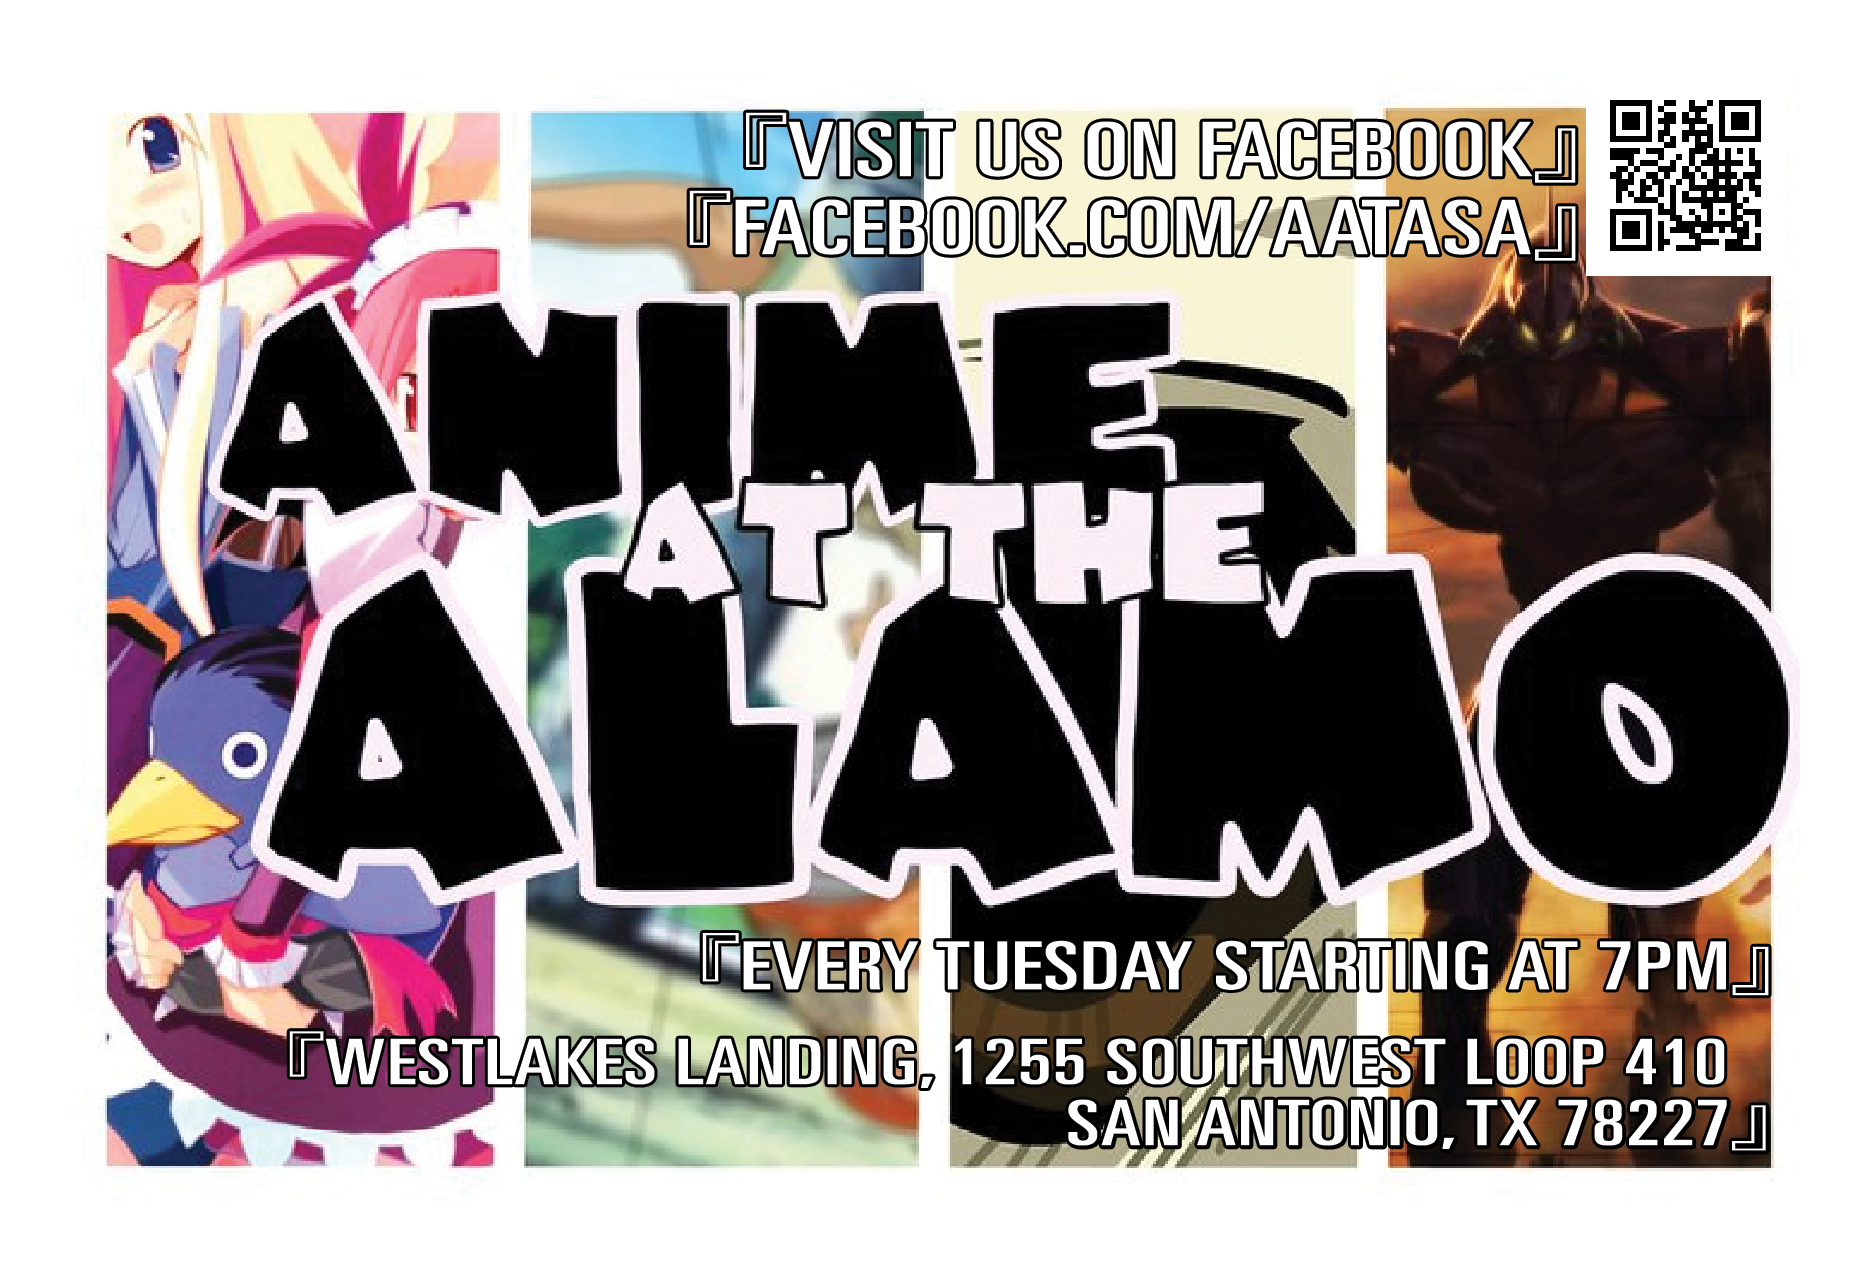 『VISIT US ON FACEBOOK』
『FACEBOOK.COM/AATASA』
ANIME
AT THE
ALAMO
『EVERY TUESDAY STARTING AT 7PM』
『WESTLAKES LANDING, 1255 SOUTHWEST LOOP 410
SAN ANTONIO, TX 78227』